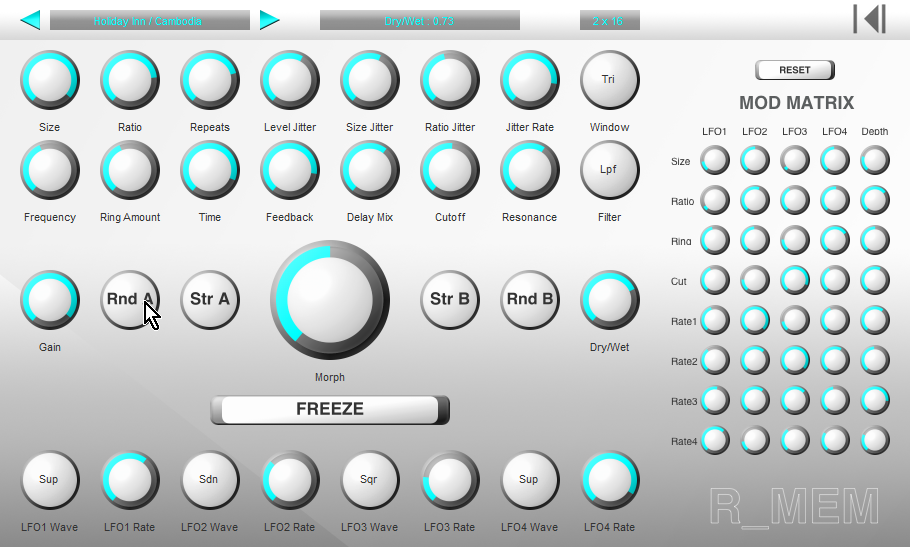 Holiday Inn / Cambodia Dry/Wet : 0.73 2 x 16
RESET
MOD MATRIX
Tri
Size Ratio Repeats Level Jitter Size Jitter Ratio Jitter Jitter Rate Window
LFO1 LFO2 LFO3 LFO4 Depth
Size
Lpf
Ratio
Frequency Ring Amount Time Feedback Delay Mix Cutoff Resonance Filter
Ring
Cut
Rnd A Str A Str B Rnd B
Rate1
Gain Dry/Wet
Rate2
Morph
Rate3
FREEZE
Rate4
Sup Sdn Sqr Sup
R_MEM
LFO1 Wave LFO1 Rate LFO2 Wave LFO2 Rate LFO3 Wave LFO3 Rate LFO4 Wave LFO4 Rate